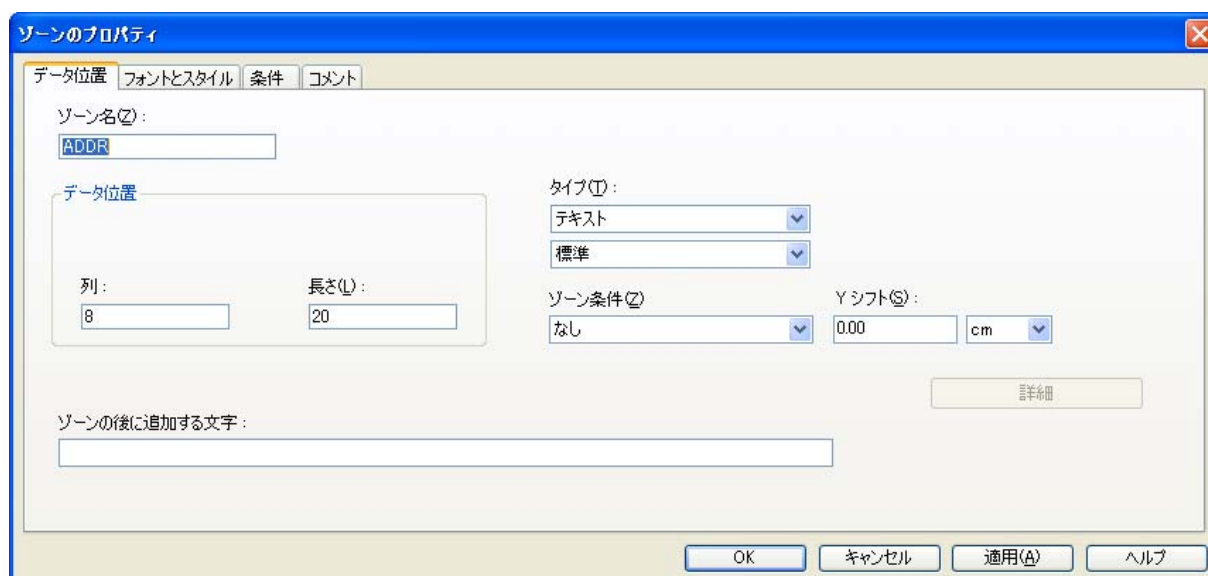 ゾーンのプロパティ
データ位置 フォントとスタイル 条件 コメント
ゾーン名(Z):
ADDR
データ位置
列:
8
長さ(L):
20
タイプ(T):
テキスト
標準
ゾーン条件(Z)
なし
Y シフト(S):
0.00
cm
詳細
ゾーンの後に追加する文字:
OK キャンセル 適用(A) ヘルプ